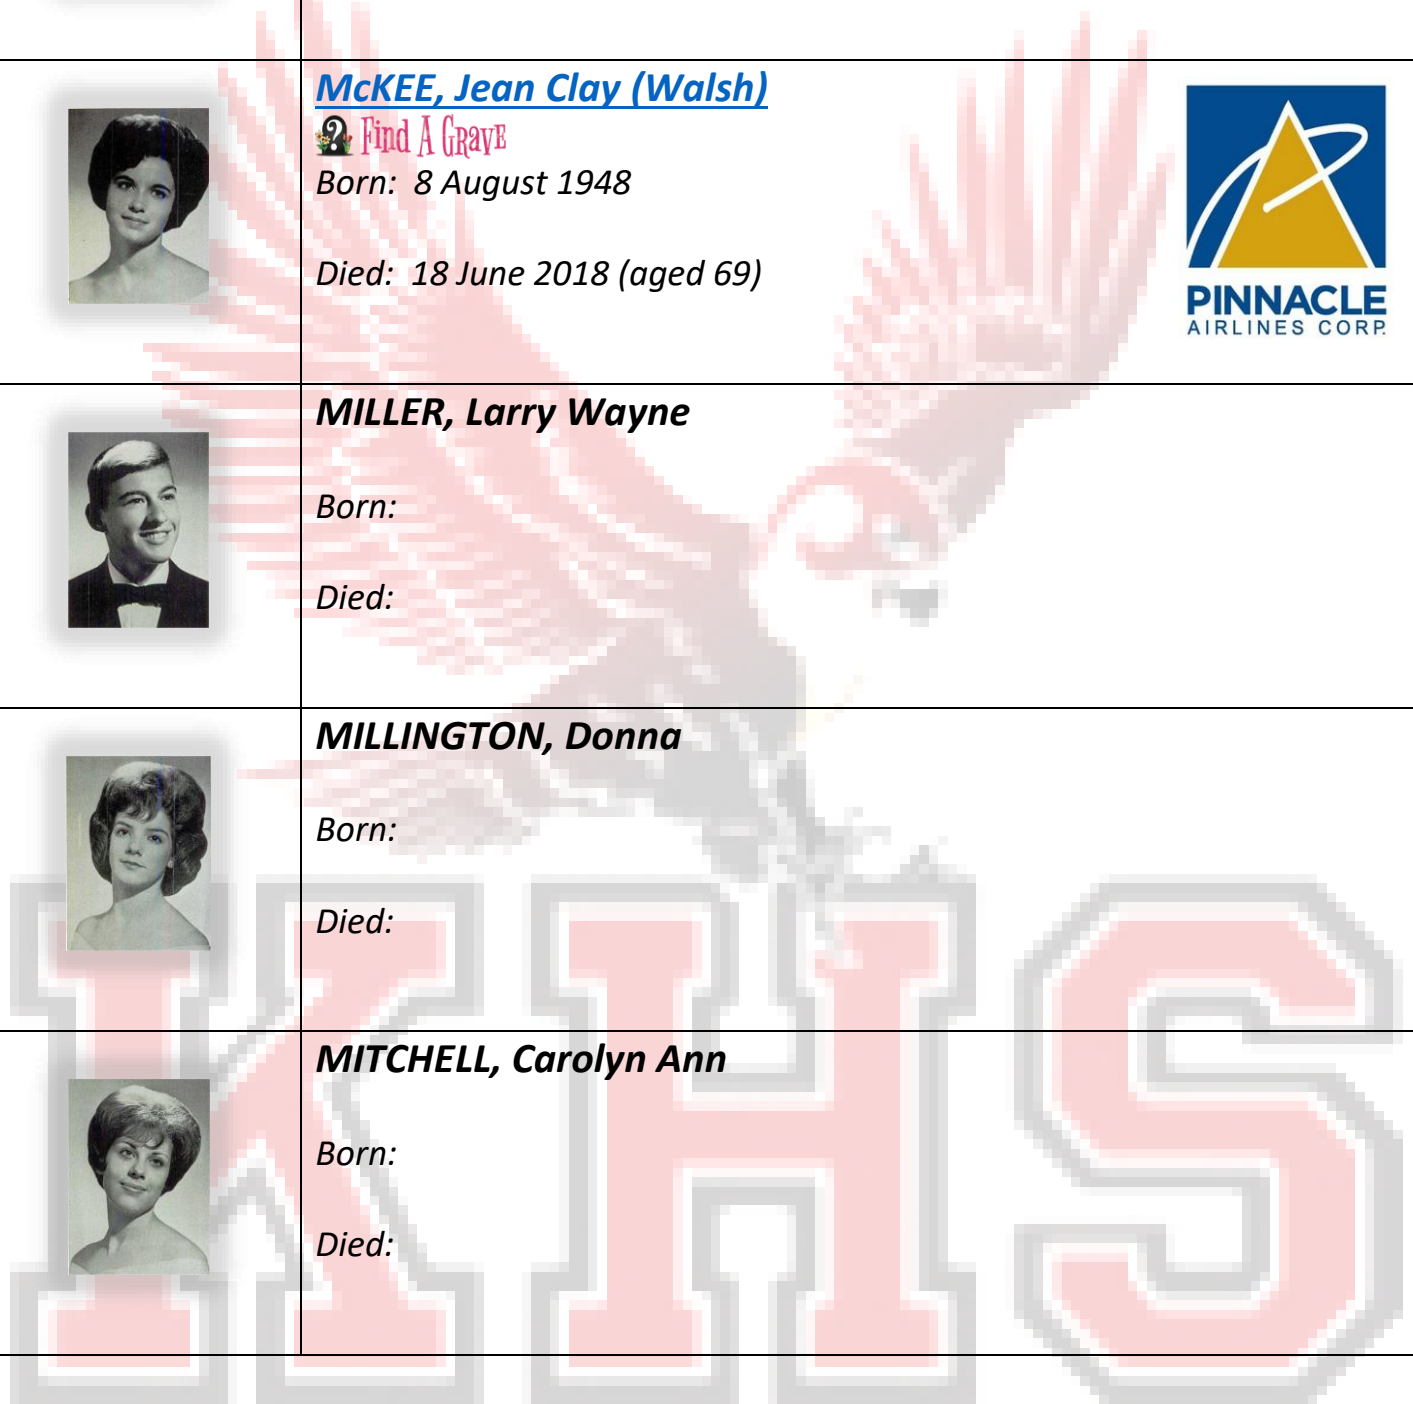 McKEE, Jean Clay (Walsh)
Find A Grave
Born: 8 August 1948
Died: 18 June 2018 (aged 69)
PINNACLE
AIRLINES CORP.
MILLER, Larry Wayne
Born:
Died:
MILLINGTON, Donna
Born:
Died:
MITCHELL, Carolyn Ann
Born:
Died:
KHS